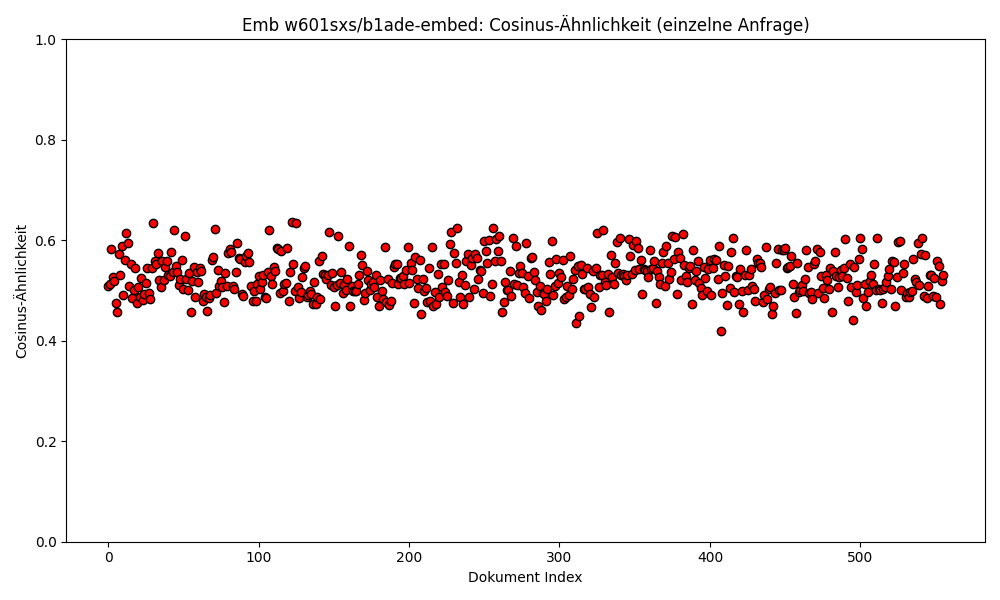 Emb w601sxs/b1ade-embed: Cosinus-Ähnlichkeit (einzelne Anfrage)
Cosinus-Ähnlichkeit
1.0
0.8
0.6
0.4
0.2
0.0
0 100 200 300 400 500
Dokument Index